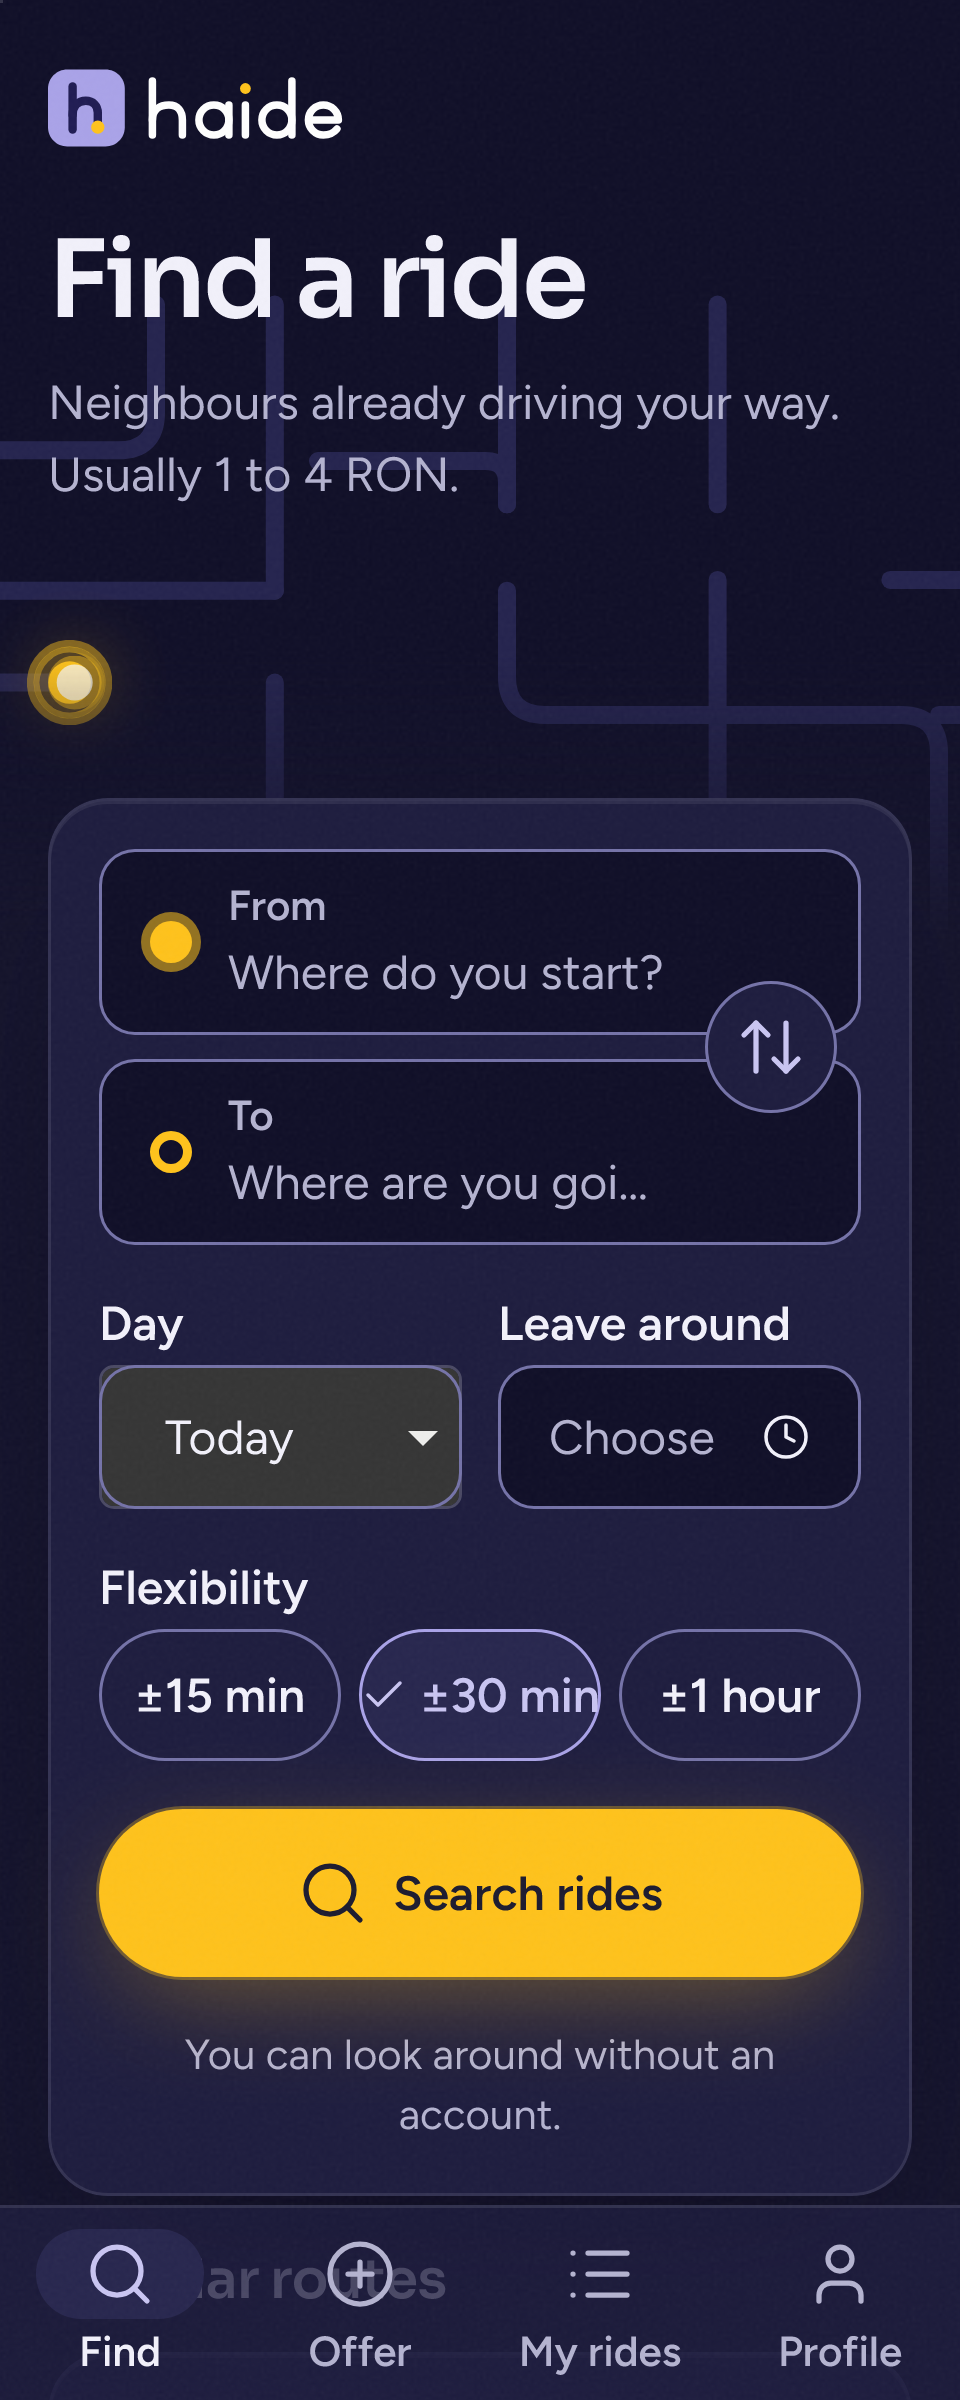 h haide
Find a ride
Neighbours already driving your way.
Usually 1 to 4 RON.
From
Where do you start?
To
Where are you goi...
Day
Leave around
Today
Choose
Flexibility
±15 min
±30 min
±1 hour
Search rides
You can look around without an
account.
routes
Find
Offer
My rides
Profile